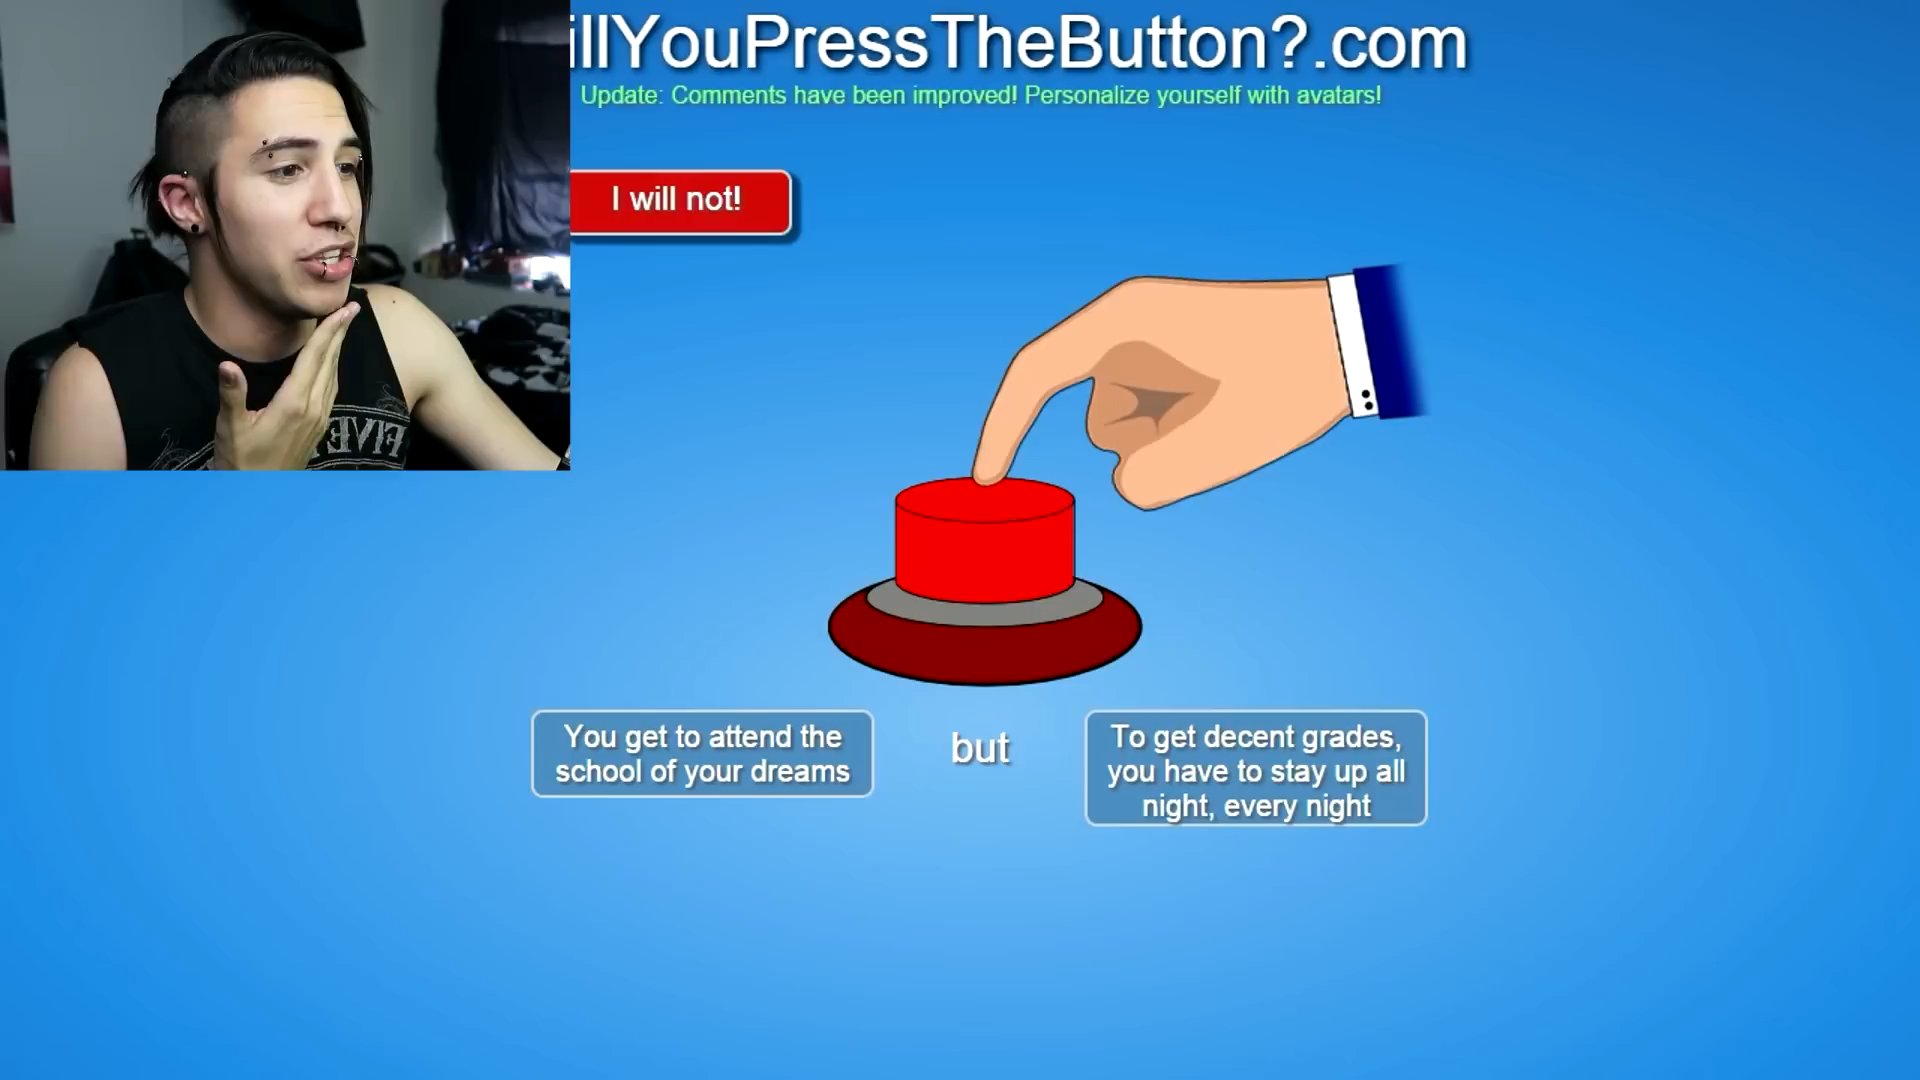 illYouPressTheButton?.com
Update: Comments have been improved! Personalize yourself with avatars!
I will not!
FIVE
You get to attend the
school of your dreams
but
To get decent grades,
you have to stay up all
night, every night